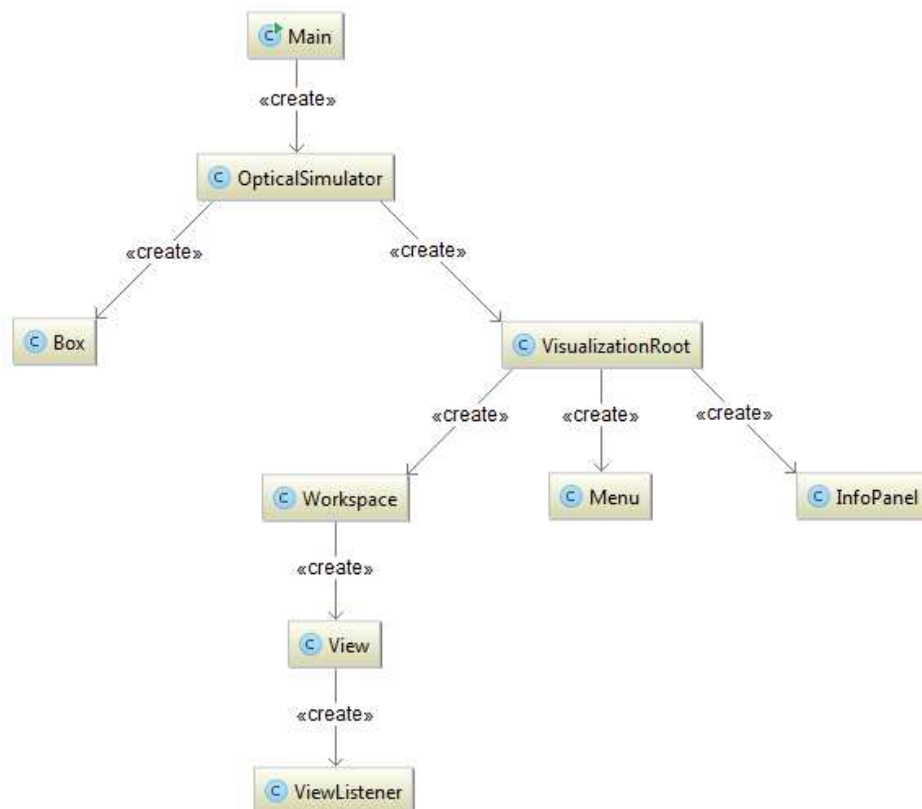 C Main
«create»
C OpticalSimulator
«create» «create»
C Box
C VisualizationRoot
«create» «create» «create»
C Workspace C Menu C InfoPanel
«create»
C View
«create»
C ViewListener